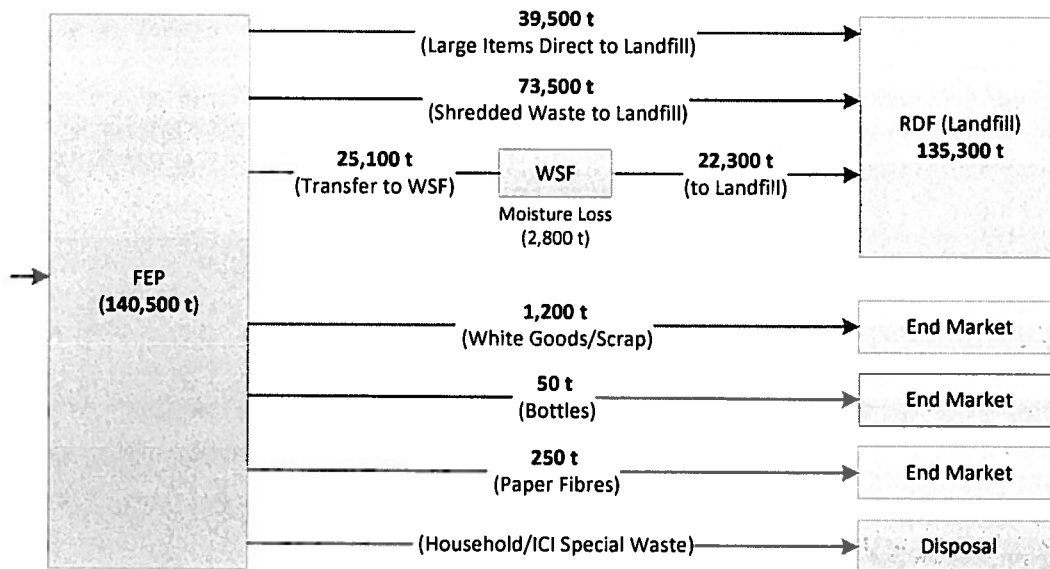 39,500 t
(Large Items Direct to Landfill)
73,500 t
(Shredded Waste to Landfill)
RDF (Landfill)
135,300 t
25,100 t
(Transfer to WSF)
WSF
22,300 t
(to Landfill)
Moisture Loss
(2,800 t)
FEP
(140,500 t)
1,200 t
(White Goods/Scrap)
End Market
50 t
(Bottles)
End Market
250 t
(Paper Fibres)
End Market
(Household/ICI Special Waste)
Disposal